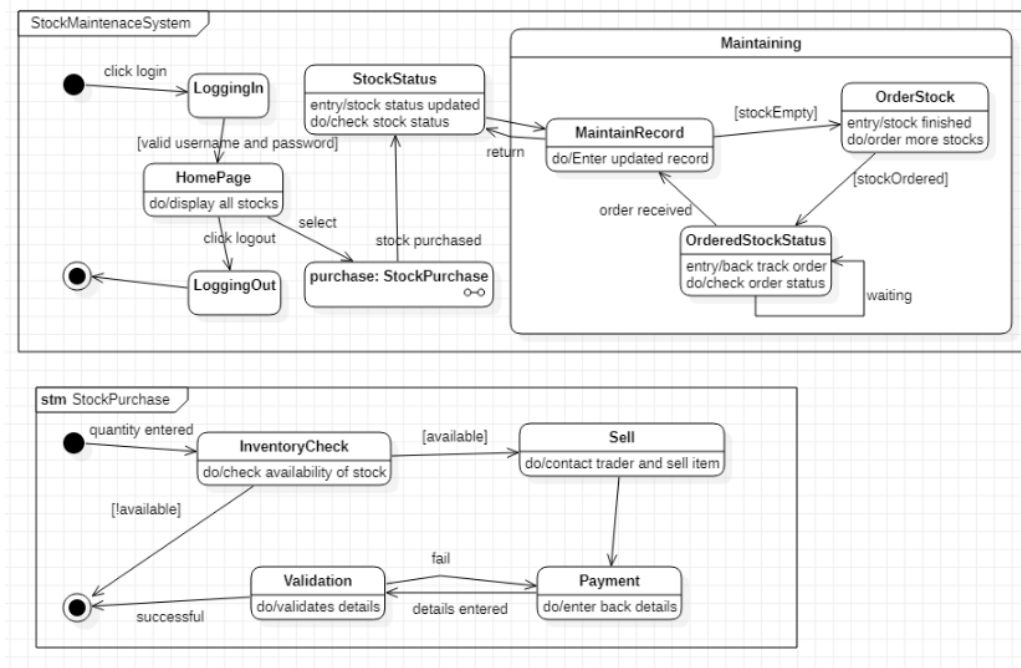 StockMaintenaceSystem
Maintaining
click login
LoggingIn
StockStatus
entry/stock status updated
do/check stock status
OrderStock
entry/stock finished
do/order more stocks
[stockEmpty]
MaintainRecord
do/Enter updated record
[valid username and password]
return
HomePage
do/display all stocks
[stockOrdered]
select
order received
click logout
stock purchased
OrderedStockStatus
entry/back track order
do/check order status
purchase: StockPurchase
LoggingOut
waiting
stm StockPurchase
quantity entered
InventoryCheck
do/check availability of stock
[available]
Sell
do/contact trader and sell item
[!available]
fail
Validation
do/validates details
Payment
do/enter back details
details entered
successful